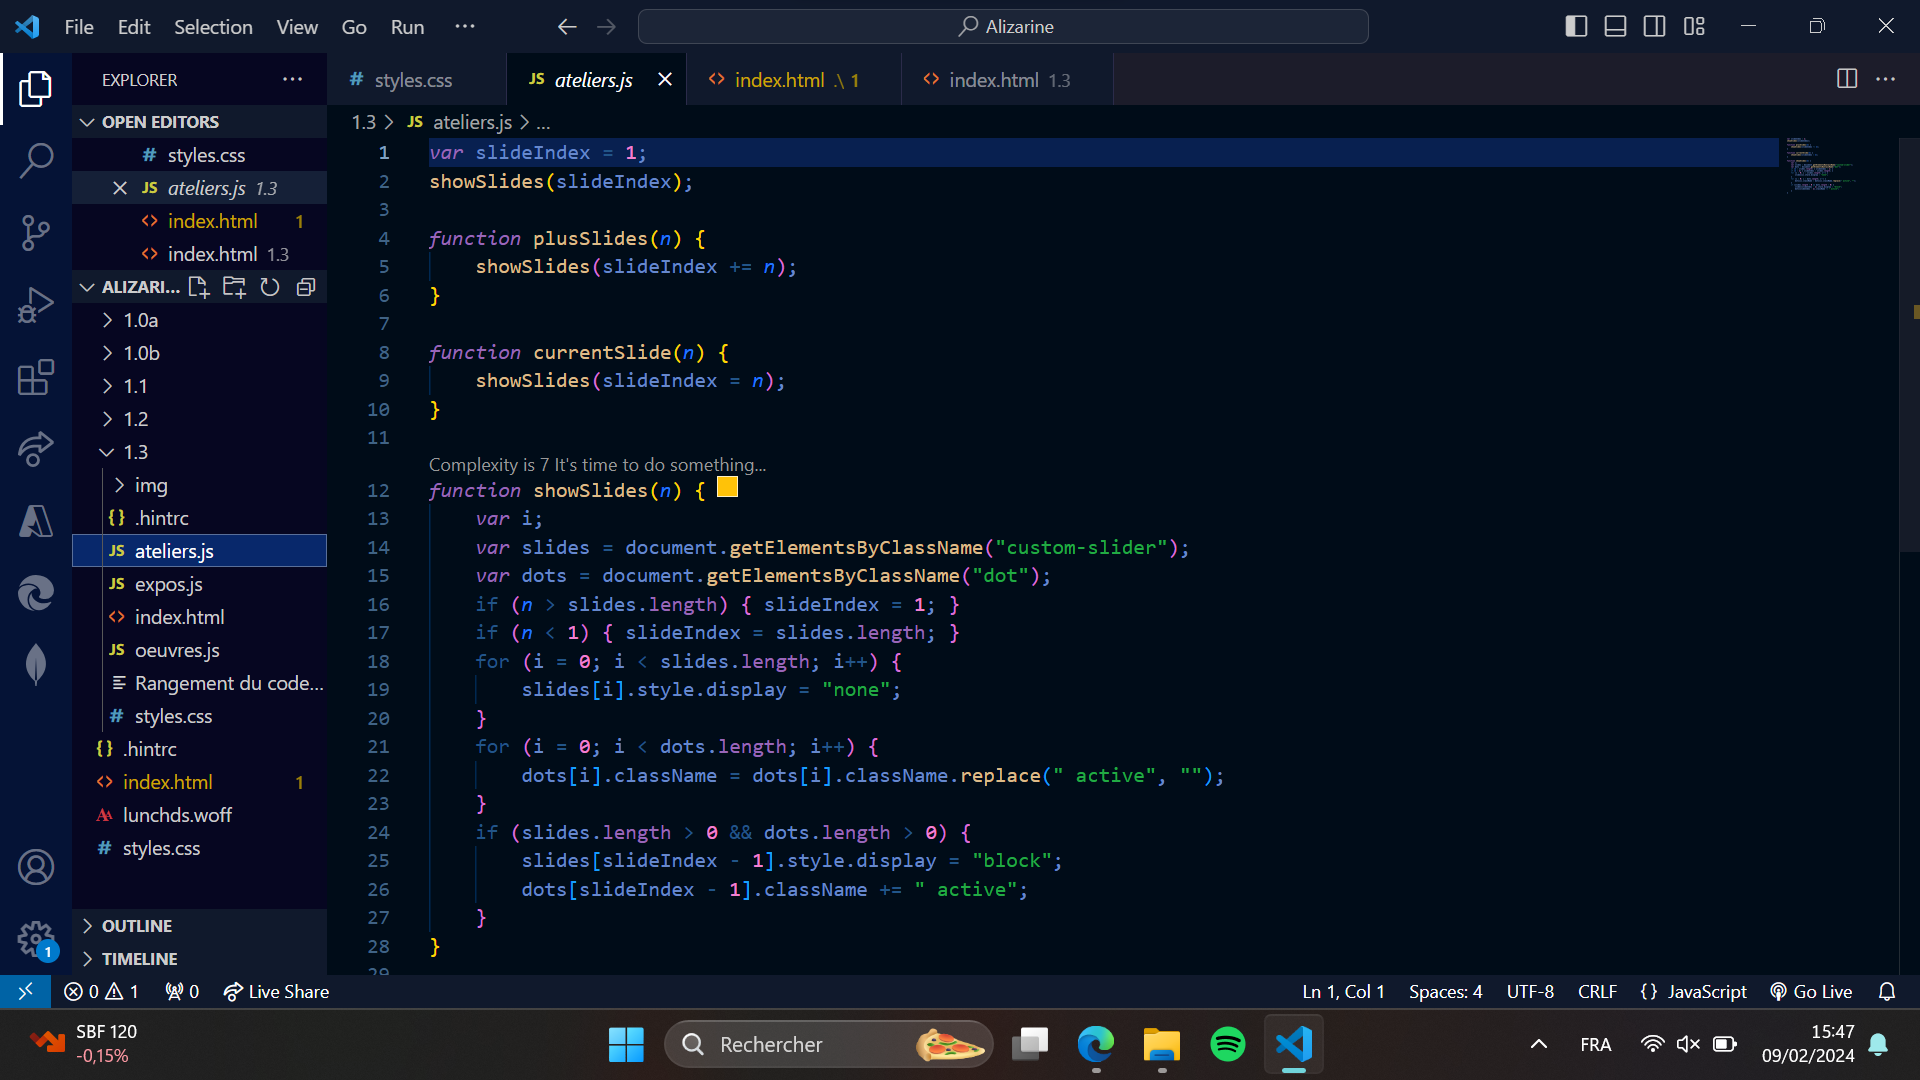 File Edit Selection View Go Run ···
Alizarine
EXPLORER
# styles.css
JS ateliers.js
<> index.html .\ 1
<> index.html 1.3
OPEN EDITORS
# styles.css
JS ateliers.js 1.3
<> index.html 1
<> index.html 1.3
ALIZARI...
1.0a
1.0b
1.1
1.2
1.3
img
{} .hintrc
JS ateliers.js
JS expos.js
<> index.html
JS oeuvres.js
Rangement du code...
# styles.css
{} .hintrc
<> index.html 1
AA lunchds.woff
# styles.css
OUTLINE
TIMELINE
1.3 > JS ateliers.js > ...
1 var slideIndex = 1;
2 showSlides(slideIndex);
3
4 function plusSlides(n) {
5     showSlides(slideIndex += n);
6 }
7
8 function currentSlide(n) {
9     showSlides(slideIndex = n);
10 }
11
Complexity is 7 It's time to do something...
12 function showSlides(n) {
13     var i;
14     var slides = document.getElementsByClassName("custom-slider");
15     var dots = document.getElementsByClassName("dot");
16     if (n > slides.length) { slideIndex = 1; }
17     if (n < 1) { slideIndex = slides.length; }
18     for (i = 0; i < slides.length; i++) {
19         slides[i].style.display = "none";
20     }
21     for (i = 0; i < dots.length; i++) {
22         dots[i].className = dots[i].className.replace(" active", "");
23     }
24     if (slides.length > 0 && dots.length > 0) {
25         slides[slideIndex - 1].style.display = "block";
26         dots[slideIndex - 1].className += " active";
27     }
28 }
29
1
0 1 0 Live Share
Ln 1, Col 1 Spaces: 4 UTF-8 CRLF {} JavaScript Go Live
SBF 120
-0,15%
Rechercher
FRA
15:47
09/02/2024